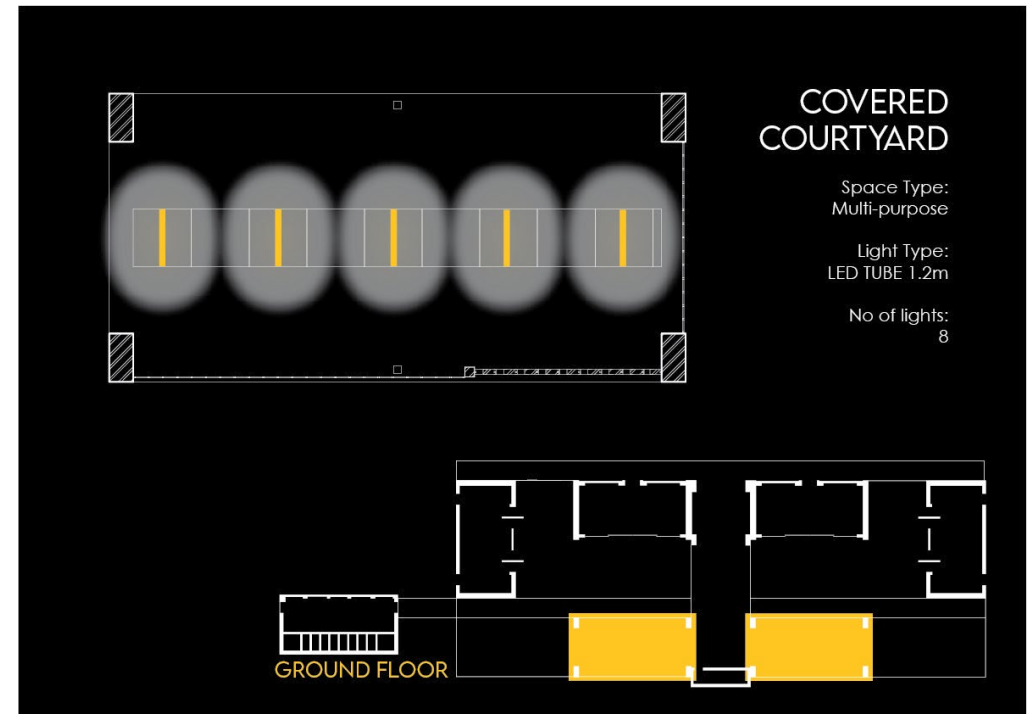 COVERED
COURTYARD
Space Type:
Multi-purpose
Light Type:
LED TUBE 1.2m
No of lights:
8
GROUND FLOOR